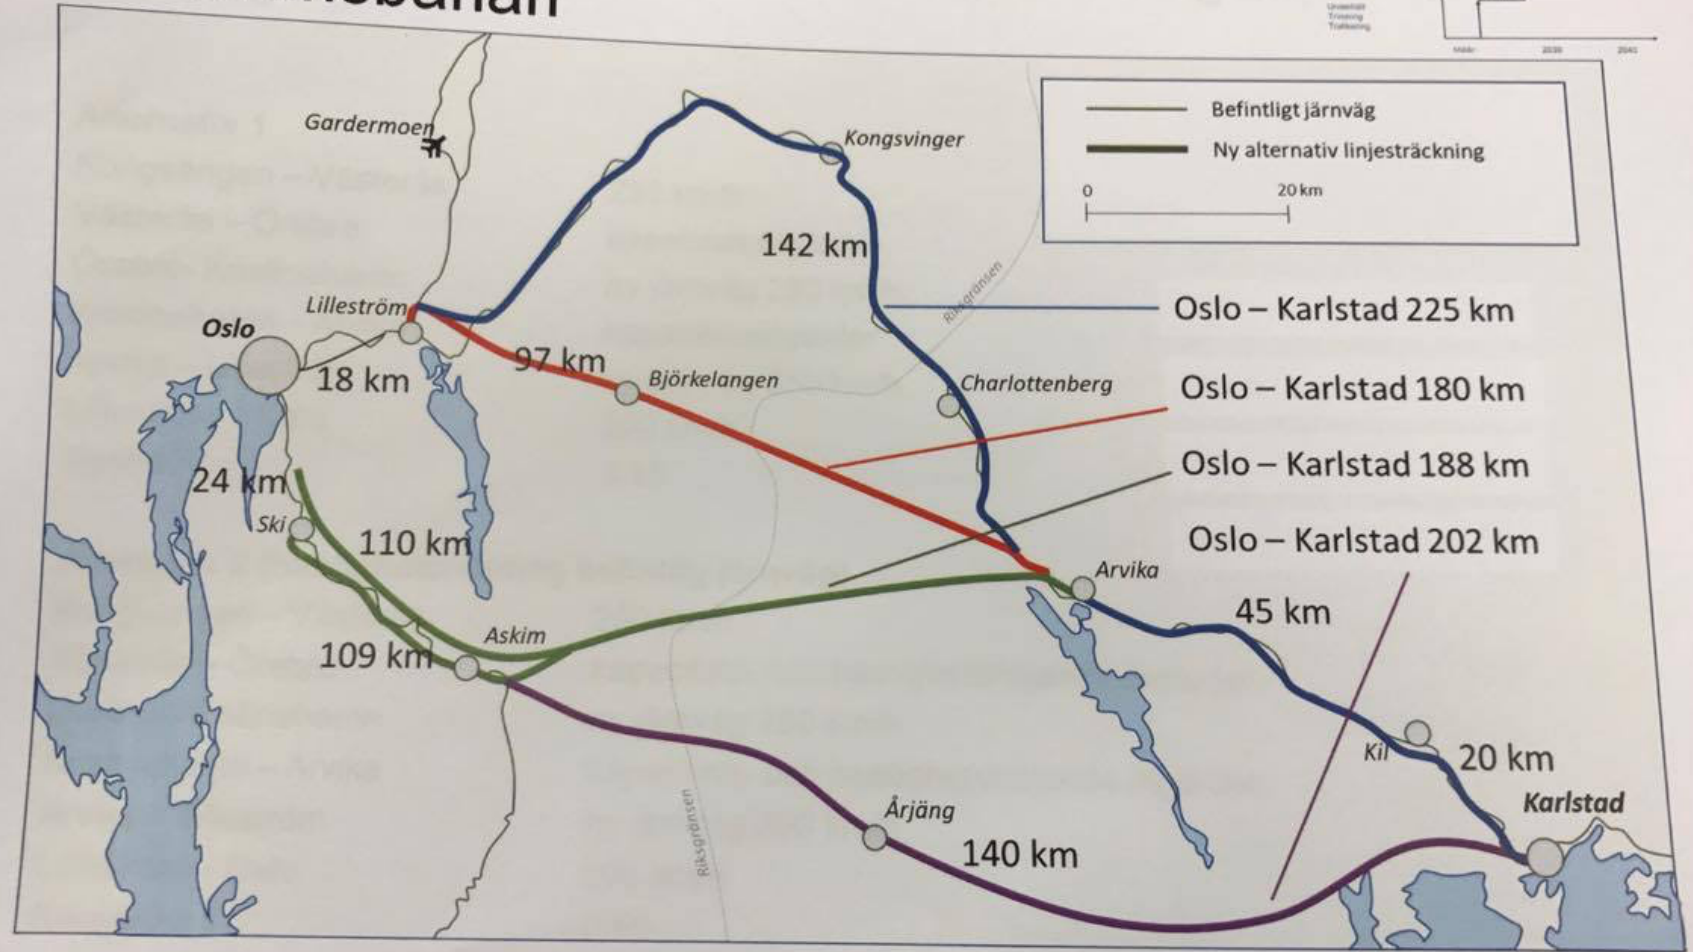 Befintligt järnväg
Ny alternativ linjesträckning
0 20 km
Gardermoen
Kongsvinger
142 km
Riksgränsen
Lilleström
Oslo
18 km
97 km
Björkelangen
Charlottenberg
Oslo – Karlstad 225 km
Oslo – Karlstad 180 km
Oslo – Karlstad 188 km
Oslo – Karlstad 202 km
24 km
Ski
110 km
Arvika
45 km
109 km
Askim
Kil
20 km
Karlstad
Årjäng
140 km
Riksgränsen